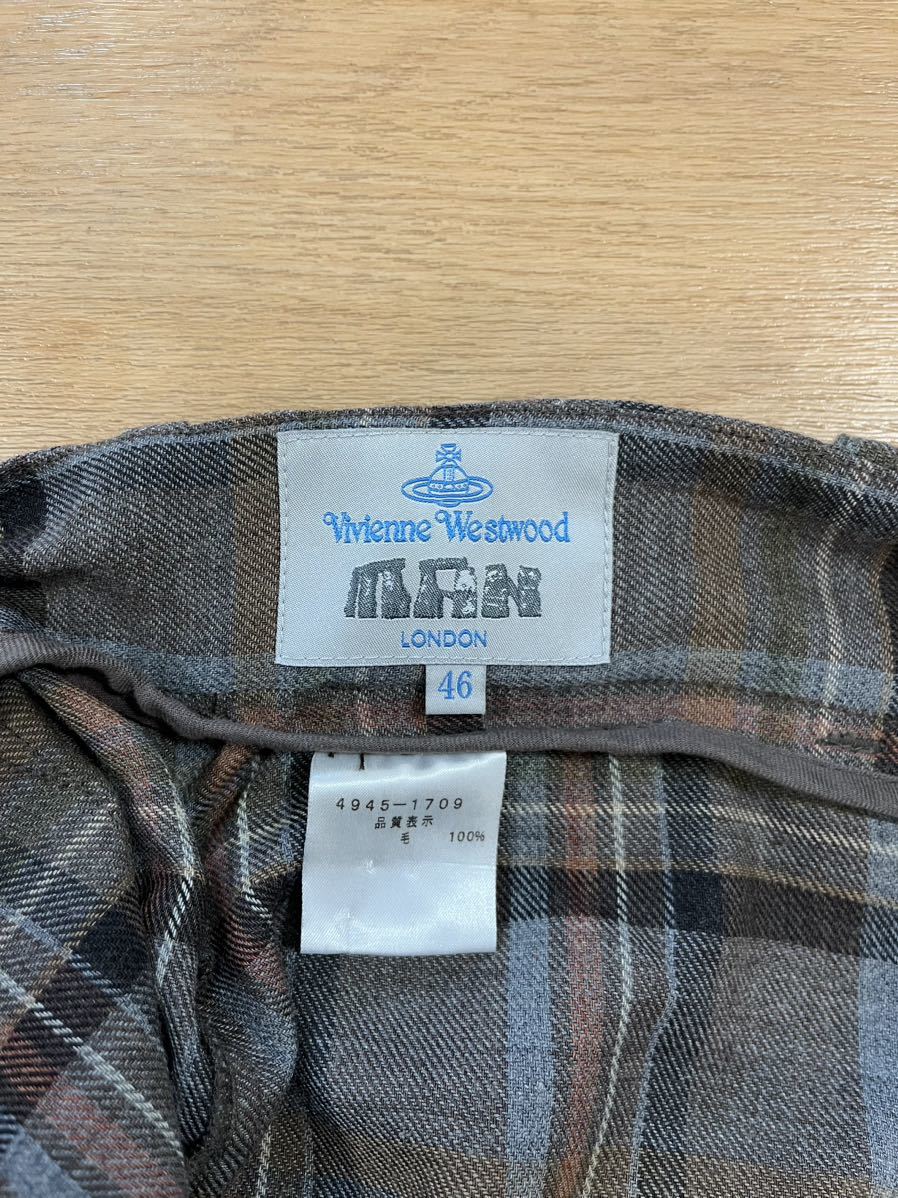 Vivienne Westwood
MAN
LONDON
46
4945-1709
品質表示
毛 100%